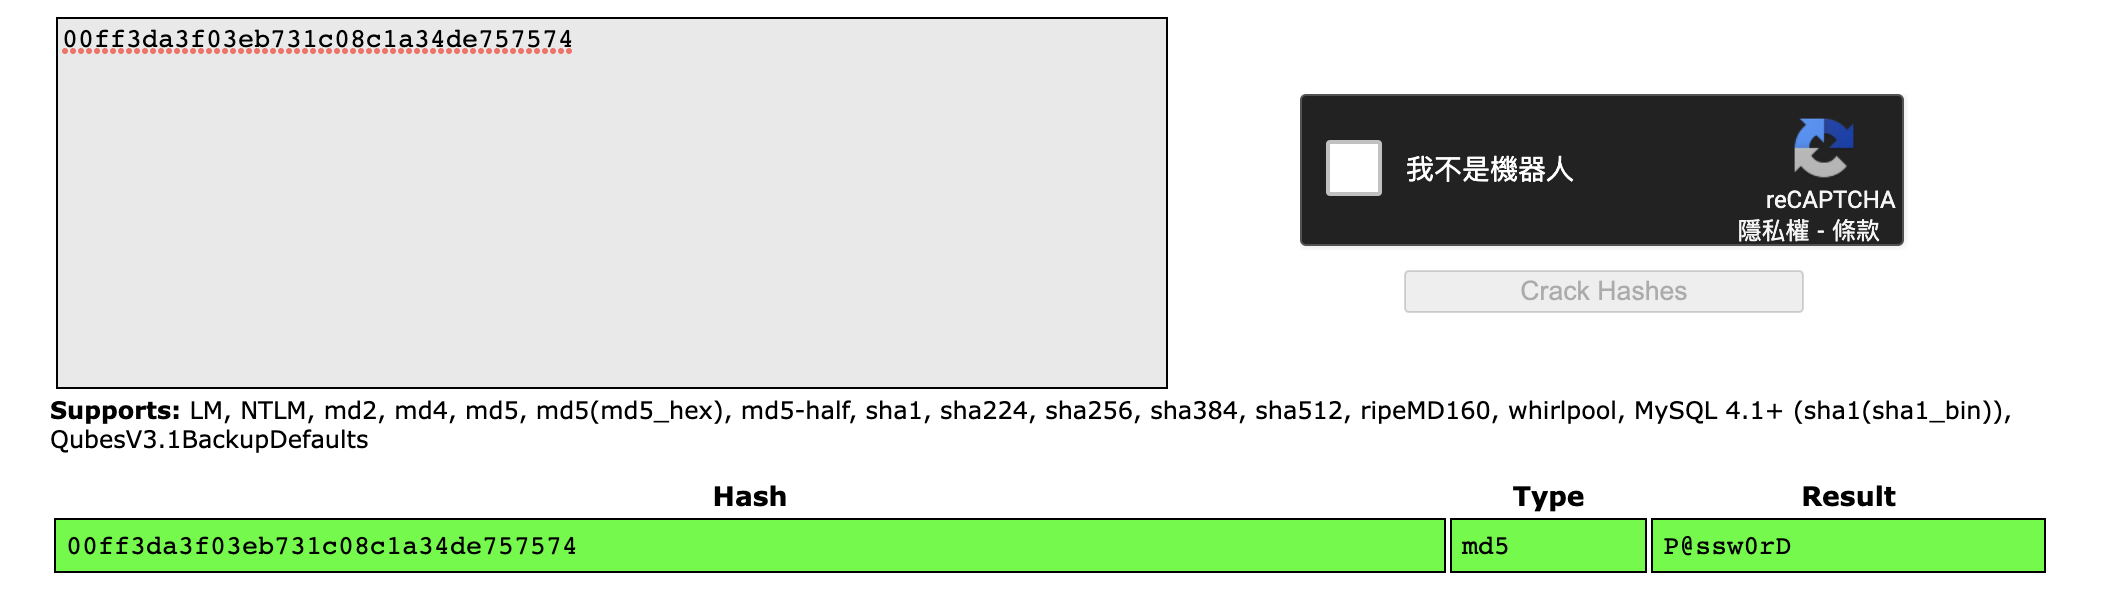 00ff3da3f03eb731c08c1a34de757574
我不是機器人
reCAPTCHA
隱私權 - 條款
Crack Hashes
Supports: LM, NTLM, md2, md4, md5, md5(md5_hex), md5-half, sha1, sha224, sha256, sha384, sha512, ripeMD160, whirlpool, MySQL 4.1+ (sha1(sha1_bin)),
QubesV3.1BackupDefaults
Hash Type Result
00ff3da3f03eb731c08c1a34de757574 md5 P@ssw0rD